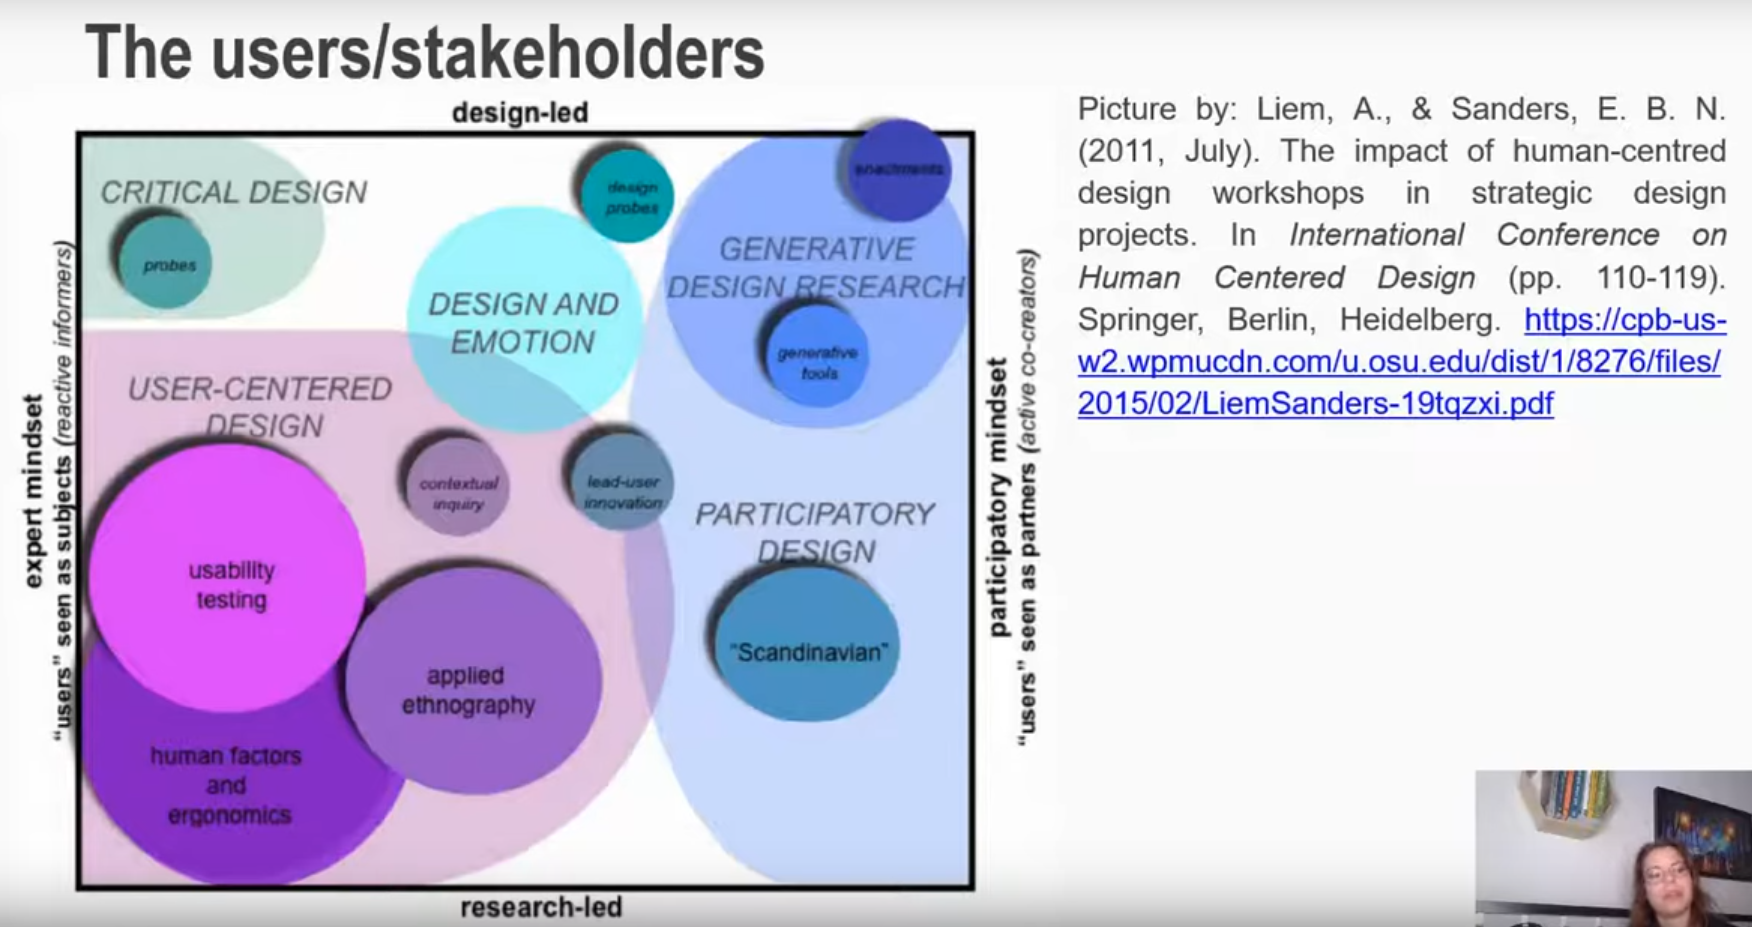 The users/stakeholders
design-led
CRITICAL DESIGN
probes
design
probes
enactments
GENERATIVE
DESIGN RESEARCH
generative
tools
DESIGN AND
EMOTION
USER-CENTERED
DESIGN
contextual
inquiry
lead-user
innovation
PARTICIPATORY
DESIGN
usability
testing
applied
ethnography
"Scandinavian"
human factors
and
ergonomics
research-led
expert mindset
"users" seen as subjects (reactive informers)
participatory mindset
"users" seen as partners (active co-creators)
Picture by: Liem, A., & Sanders, E. B. N.
(2011, July). The impact of human-centred
design workshops in strategic design
projects. In International Conference on
Human Centered Design (pp. 110-119).
Springer, Berlin, Heidelberg. https://cpb-us-
w2.wpmucdn.com/u.osu.edu/dist/1/8276/files/
2015/02/LiemSanders-19tqzxi.pdf